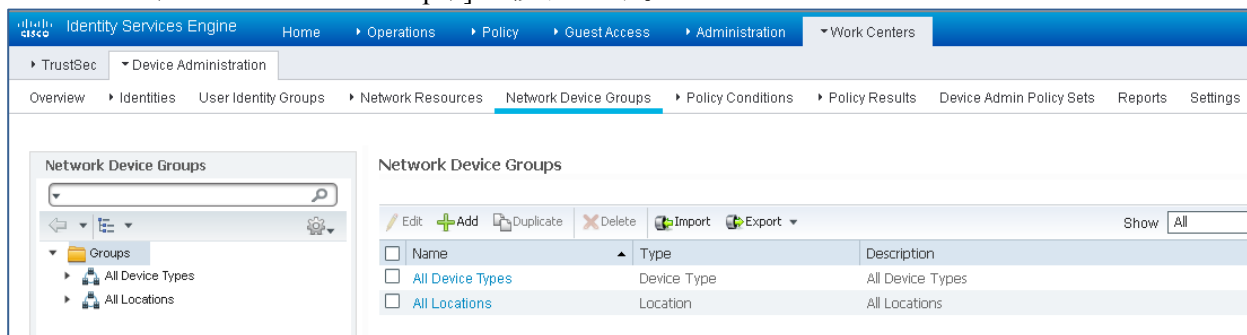 cisco Identity Services Engine Home Operations Policy Guest Access Administration Work Centers
TrustSec Device Administration
Overview Identities User Identity Groups Network Resources Network Device Groups Policy Conditions Policy Results Device Admin Policy Sets Reports Settings
Network Device Groups
Network Device Groups
Edit Add Duplicate Delete Import Export Show All
Groups
All Device Types
All Locations
Name Type Description
All Device Types Device Type All Device Types
All Locations Location All Locations